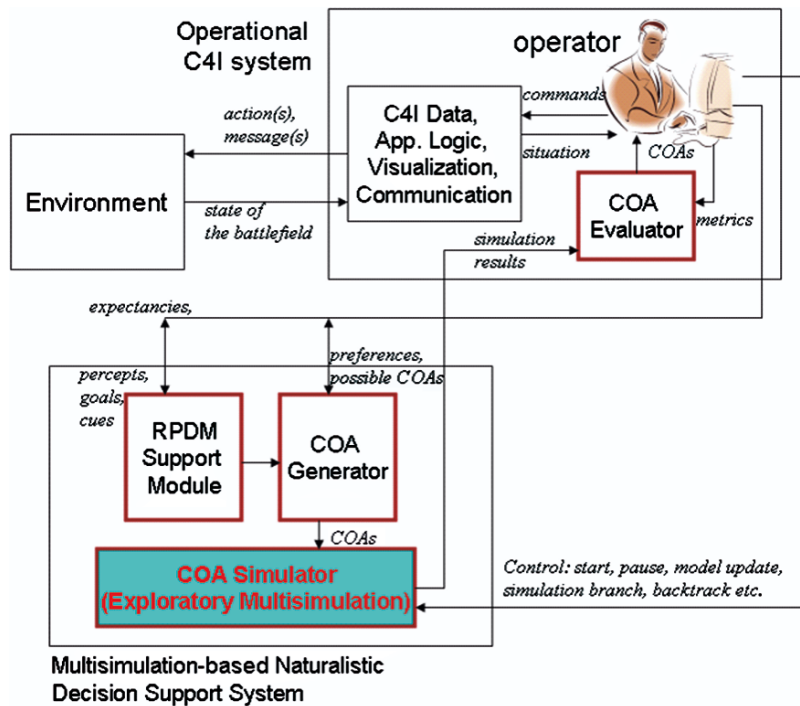 Operational
C4I system
operator
commands
action(s),
message(s)
C4I Data,
App. Logic,
Visualization,
Communication
situation
COAs
Environment
state of
the battlefield
COA
Evaluator
metrics
simulation
results
expectancies,
percepts,
goals,
cues
preferences,
possible COAs
RPDM
Support
Module
COA
Generator
COAs
COA Simulator
(Exploratory Multisimulation)
Control: start, pause, model update,
simulation branch, backtrack etc.
Multisimulation-based Naturalistic
Decision Support System